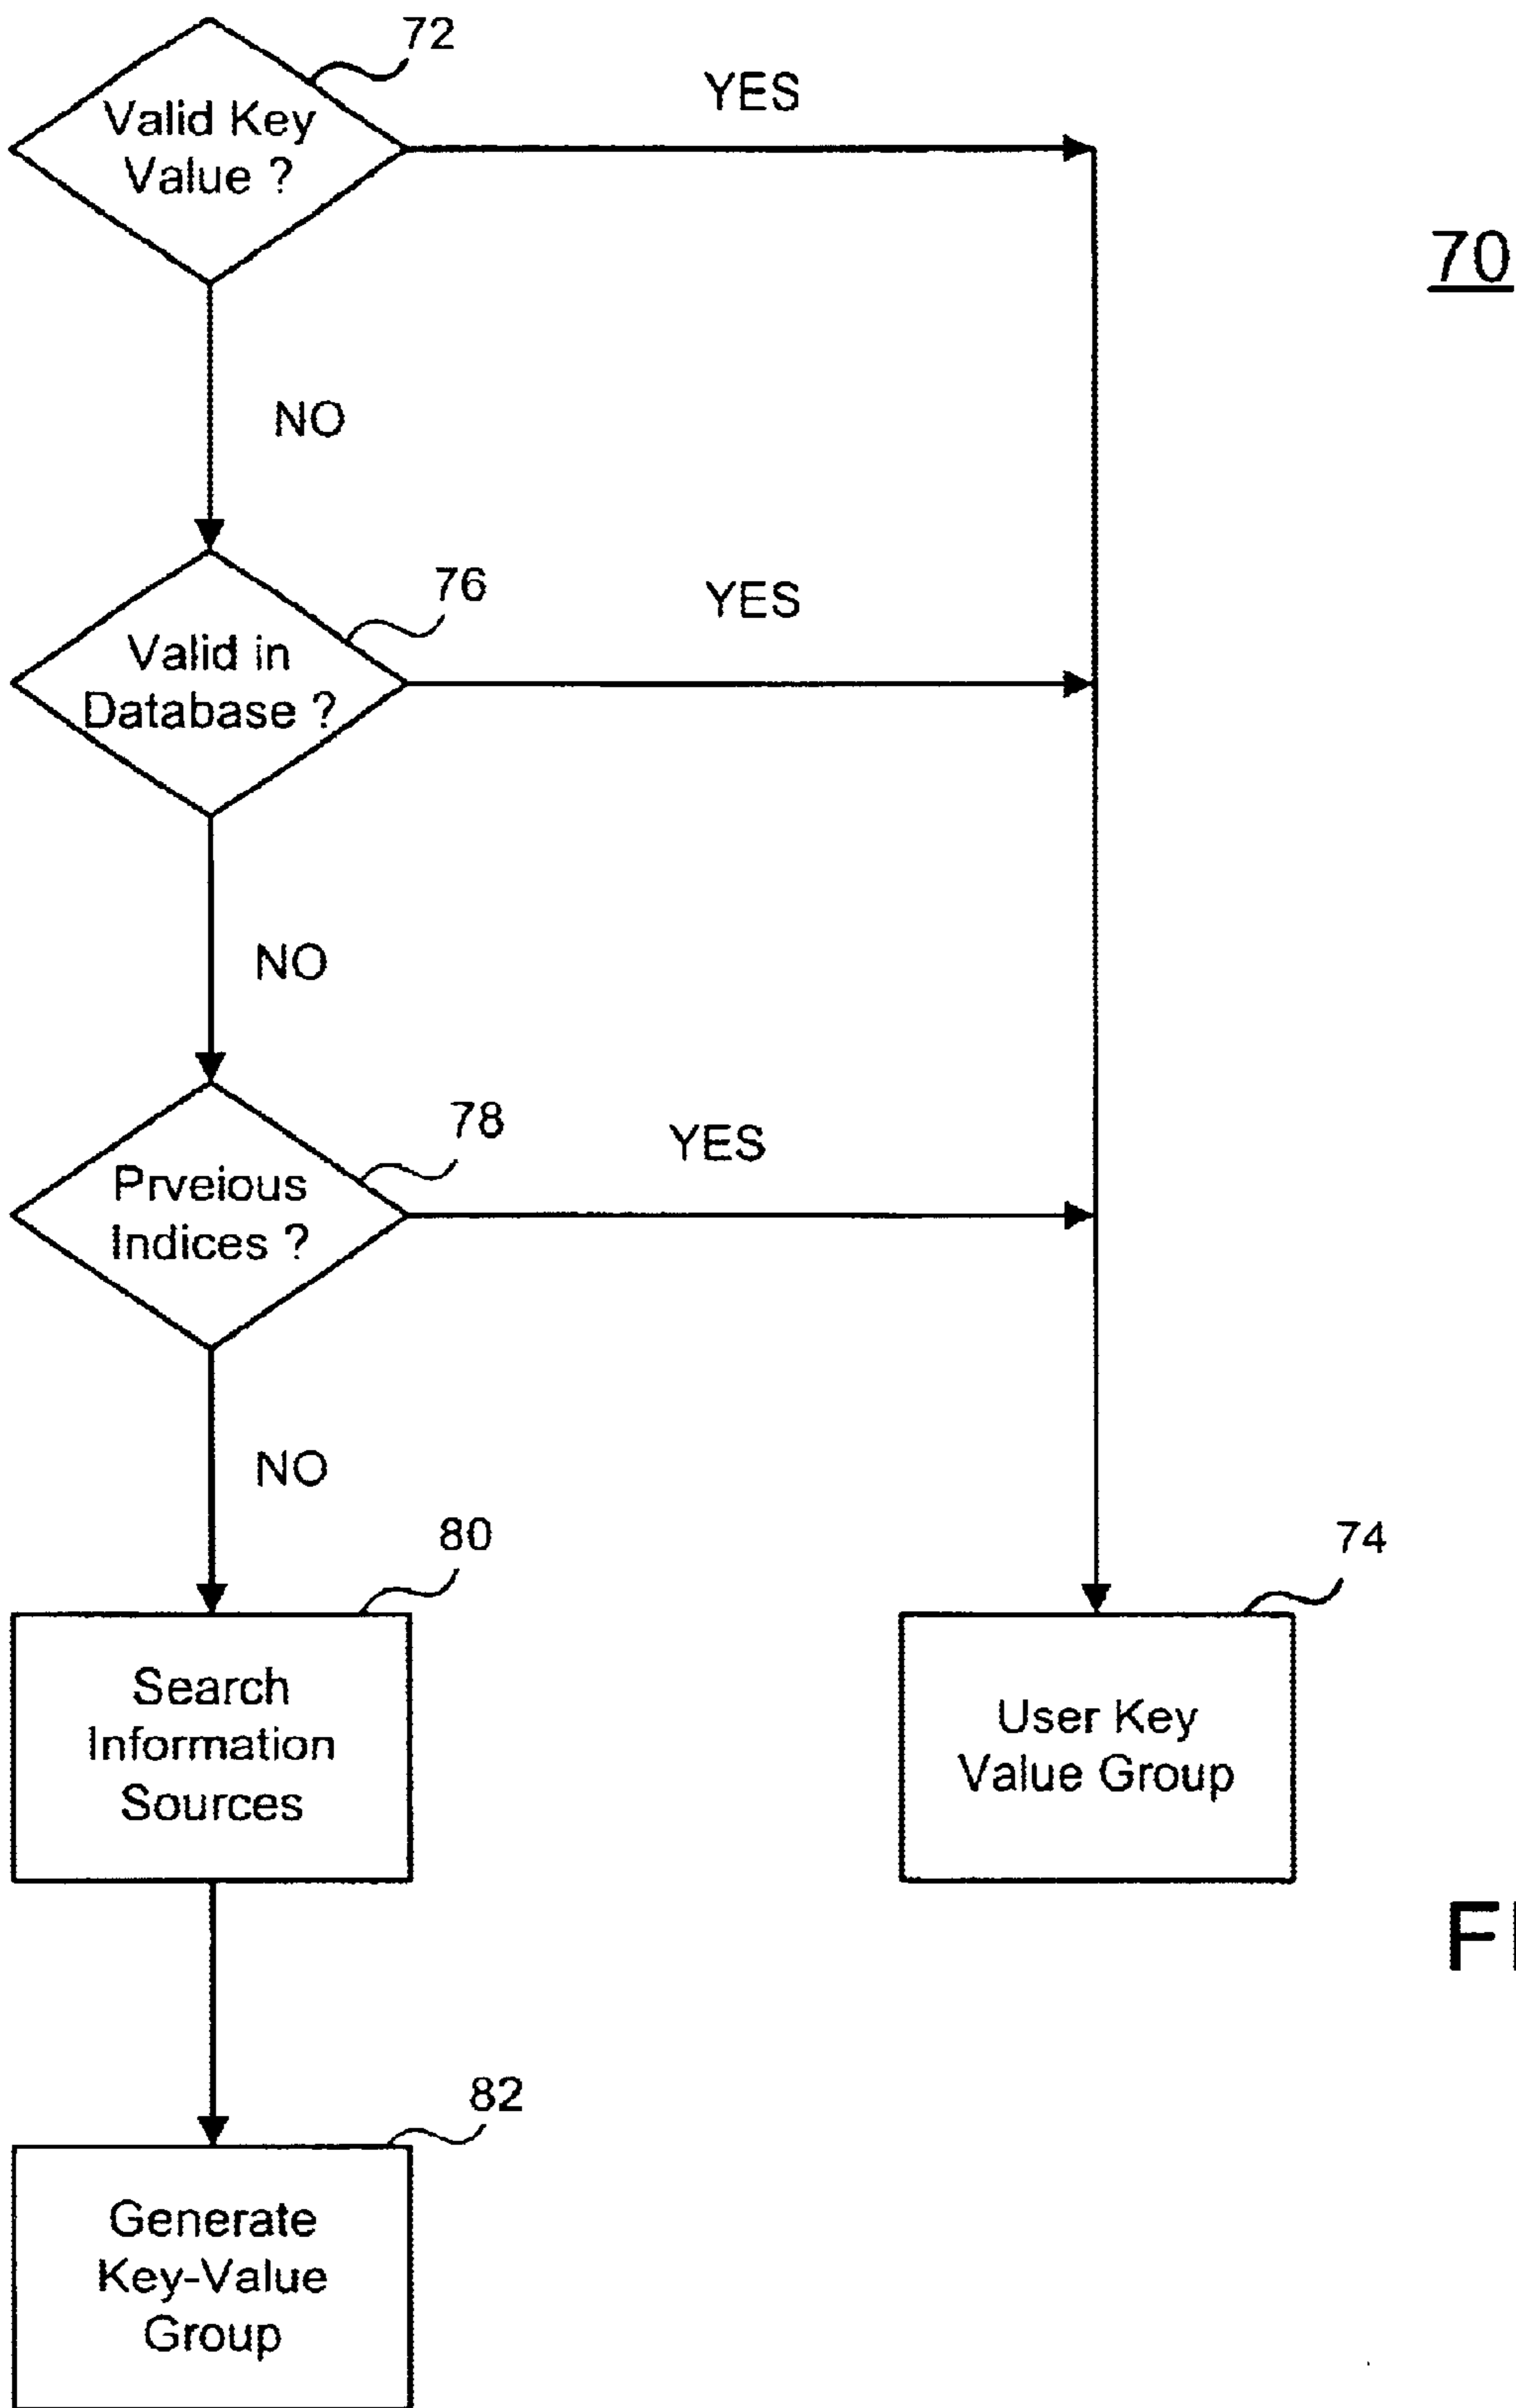 72
Valid Key
Value ?
YES
70
NO
76
Valid in
Database ?
YES
NO
78
Prveious
Indices ?
YES
NO
80
Search
Information
Sources
74
User Key
Value Group
82
Generate
Key-Value
Group